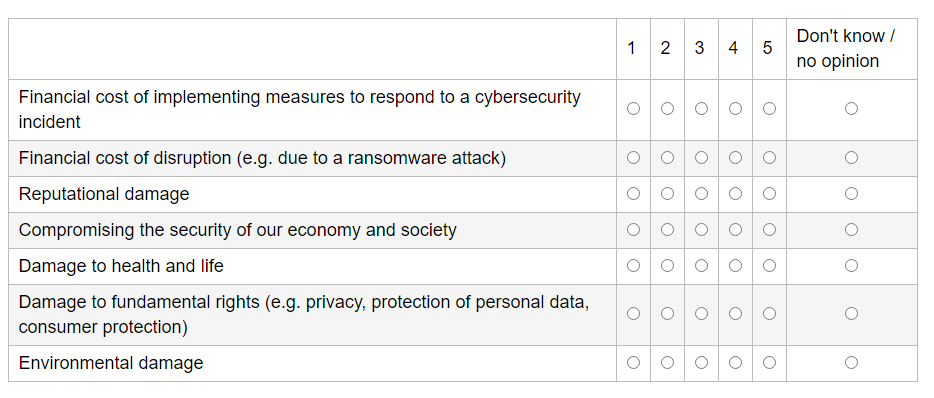 1 2 3 4 5 Don't know /
no opinion
Financial cost of implementing measures to respond to a cybersecurity
incident
Financial cost of disruption (e.g. due to a ransomware attack)
Reputational damage
Compromising the security of our economy and society
Damage to health and life
Damage to fundamental rights (e.g. privacy, protection of personal data,
consumer protection)
Environmental damage